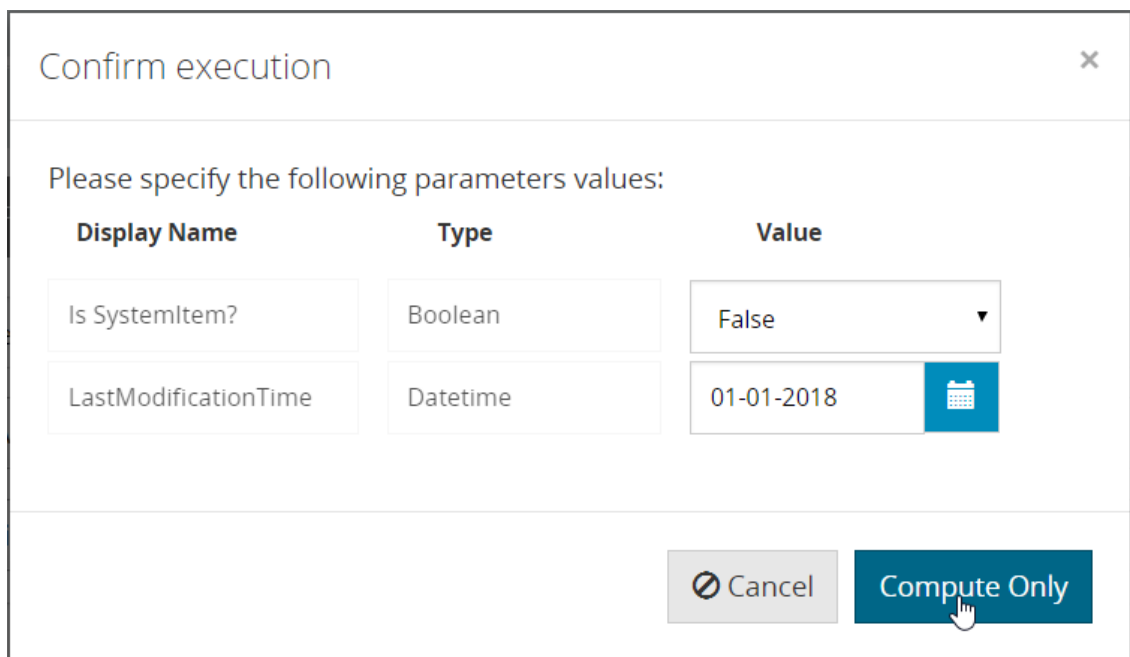 Confirm execution ×
Please specify the following parameters values:
Display Name Type Value
Is SystemItem? Boolean False
LastModificationTime Datetime 01-01-2018
Cancel Compute Only